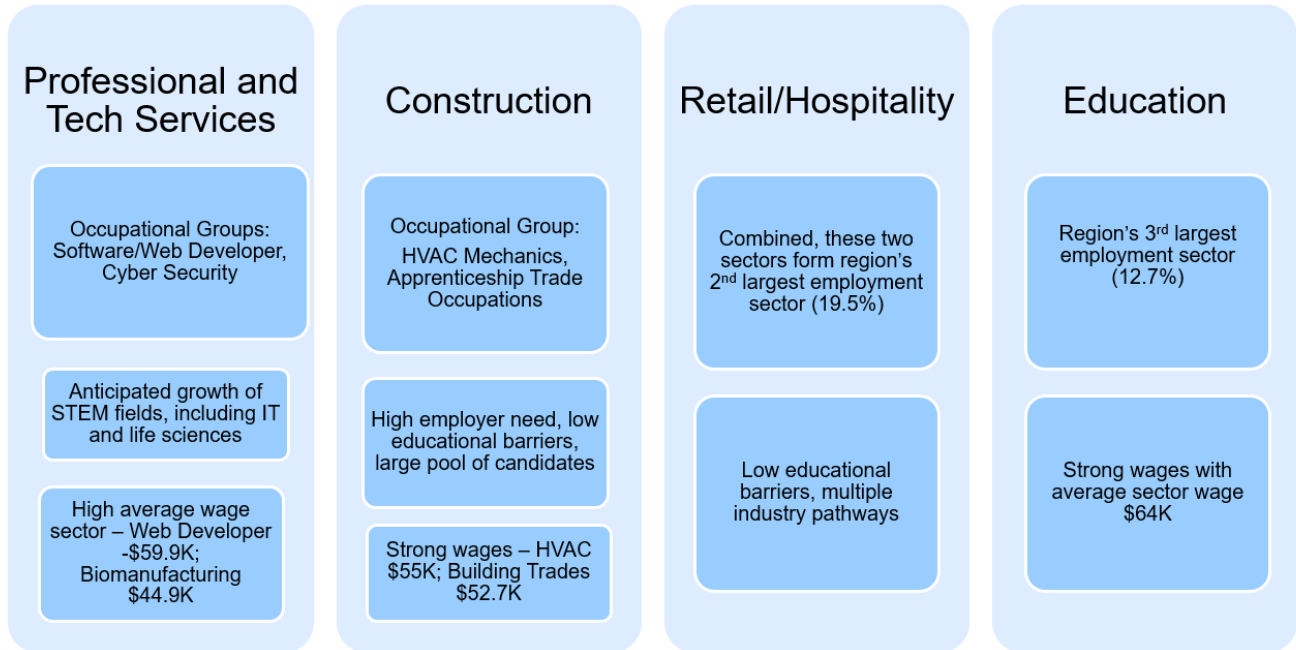 Professional and
Tech Services
Occupational Groups:
Software/Web Developer,
Cyber Security
Anticipated growth of
STEM fields, including IT
and life sciences
High average wage
sector – Web Developer
-$59.9K;
Biomanufacturing
$44.9K
Construction
Occupational Group:
HVAC Mechanics,
Apprenticeship Trade
Occupations
High employer need, low
educational barriers,
large pool of candidates
Strong wages – HVAC
$55K; Building Trades
$52.7K
Retail/Hospitality
Combined, these two
sectors form region’s
2nd largest employment
sector (19.5%)
Low educational
barriers, multiple
industry pathways
Education
Region’s 3rd largest
employment sector
(12.7%)
Strong wages with
average sector wage
$64K